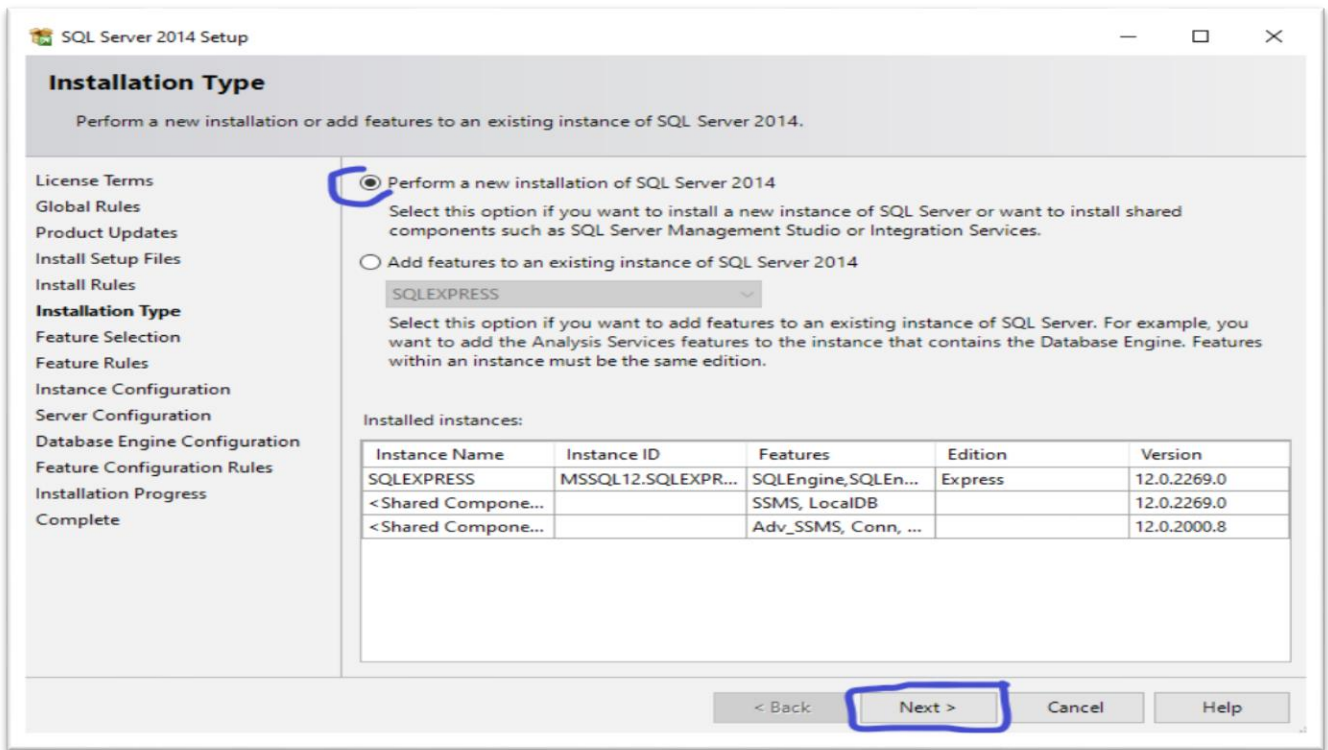 SQL Server 2014 Setup
Installation Type
Perform a new installation or add features to an existing instance of SQL Server 2014.
License Terms
Global Rules
Product Updates
Install Setup Files
Install Rules
Installation Type
Feature Selection
Feature Rules
Instance Configuration
Server Configuration
Database Engine Configuration
Feature Configuration Rules
Installation Progress
Complete
Perform a new installation of SQL Server 2014
Select this option if you want to install a new instance of SQL Server or want to install shared
components such as SQL Server Management Studio or Integration Services.
Add features to an existing instance of SQL Server 2014
SQLEXPRESS
Select this option if you want to add features to an existing instance of SQL Server. For example, you
want to add the Analysis Services features to the instance that contains the Database Engine. Features
within an instance must be the same edition.
Installed instances:
Instance Name Instance ID Features Edition Version
SQLEXPRESS MSSQL12.SQLEXPR... SQLEngine,SQLEn... Express 12.0.2269.0
<Shared Compone... SSMS, LocalDB 12.0.2269.0
<Shared Compone... Adv_SSMS, Conn, ... 12.0.2000.8
< Back Next > Cancel Help